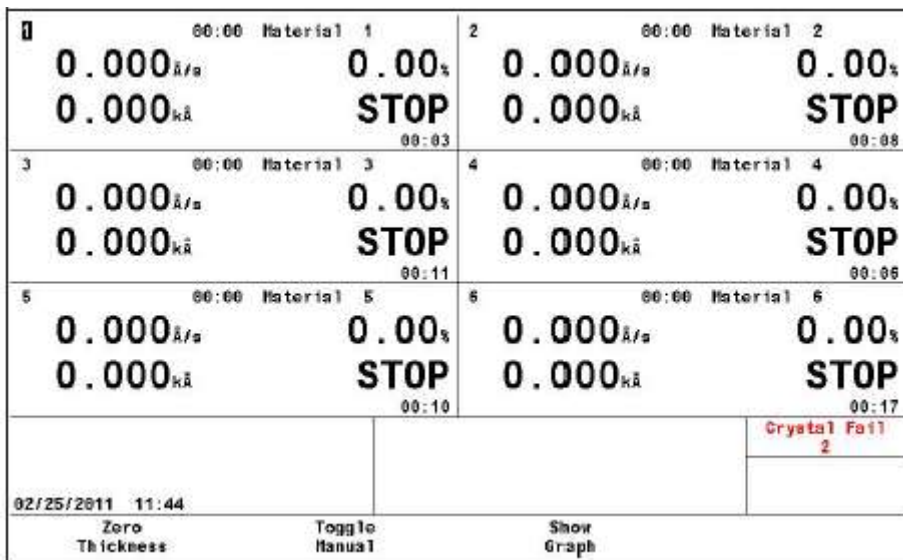 1 00:00 Material 1
0.000Å/s 0.00%
0.000kÅ STOP
00:03
2 00:00 Material 2
0.000Å/s 0.00%
0.000kÅ STOP
00:08
3 00:00 Material 3
0.000Å/s 0.00%
0.000kÅ STOP
00:11
4 00:00 Material 4
0.000Å/s 0.00%
0.000kÅ STOP
00:06
5 00:00 Material 5
0.000Å/s 0.00%
0.000kÅ STOP
00:10
6 00:00 Material 6
0.000Å/s 0.00%
0.000kÅ STOP
00:17
Crystal Fail
2
02/25/2011 11:44
Zero
Thickness
Toggle
Manual
Show
Graph